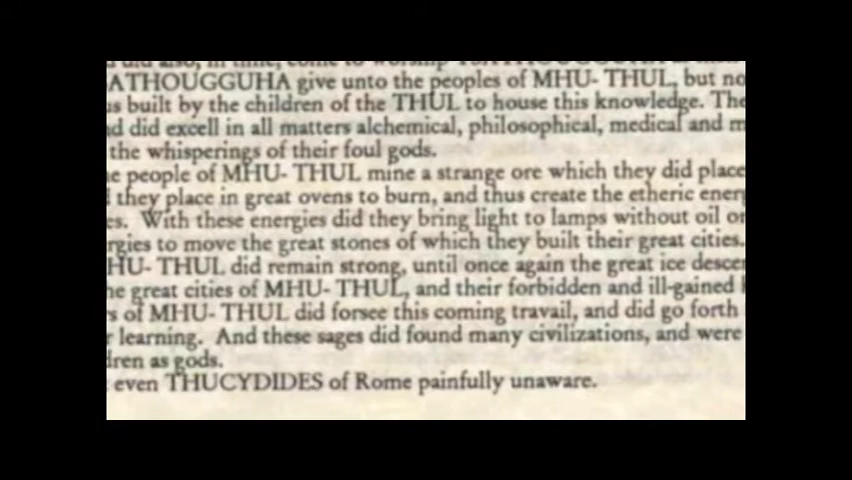 ATHOUGGUHA give unto the peoples of MHU- THUL, but no
us built by the children of the THUL to house this knowledge. The
d did excell in all matters alchemical, philosophical, medical and m
the whisperings of their foul gods.
e people of MHU- THUL mine a strange ore which they did place
they place in great ovens to burn, and thus create the etheric ener
es. With these energies did they bring light to lamps without oil or
rgies to move the great stones of which they built their great cities.
HU- THUL did remain strong, until once again the great ice descen
he great cities of MHU- THUL, and their forbidden and ill-gained
s of MHU- THUL did forsee this coming travail, and did go forth
r learning. And these sages did found many civilizations, and were
dren as gods.
even THUCYDIDES of Rome painfully unaware.